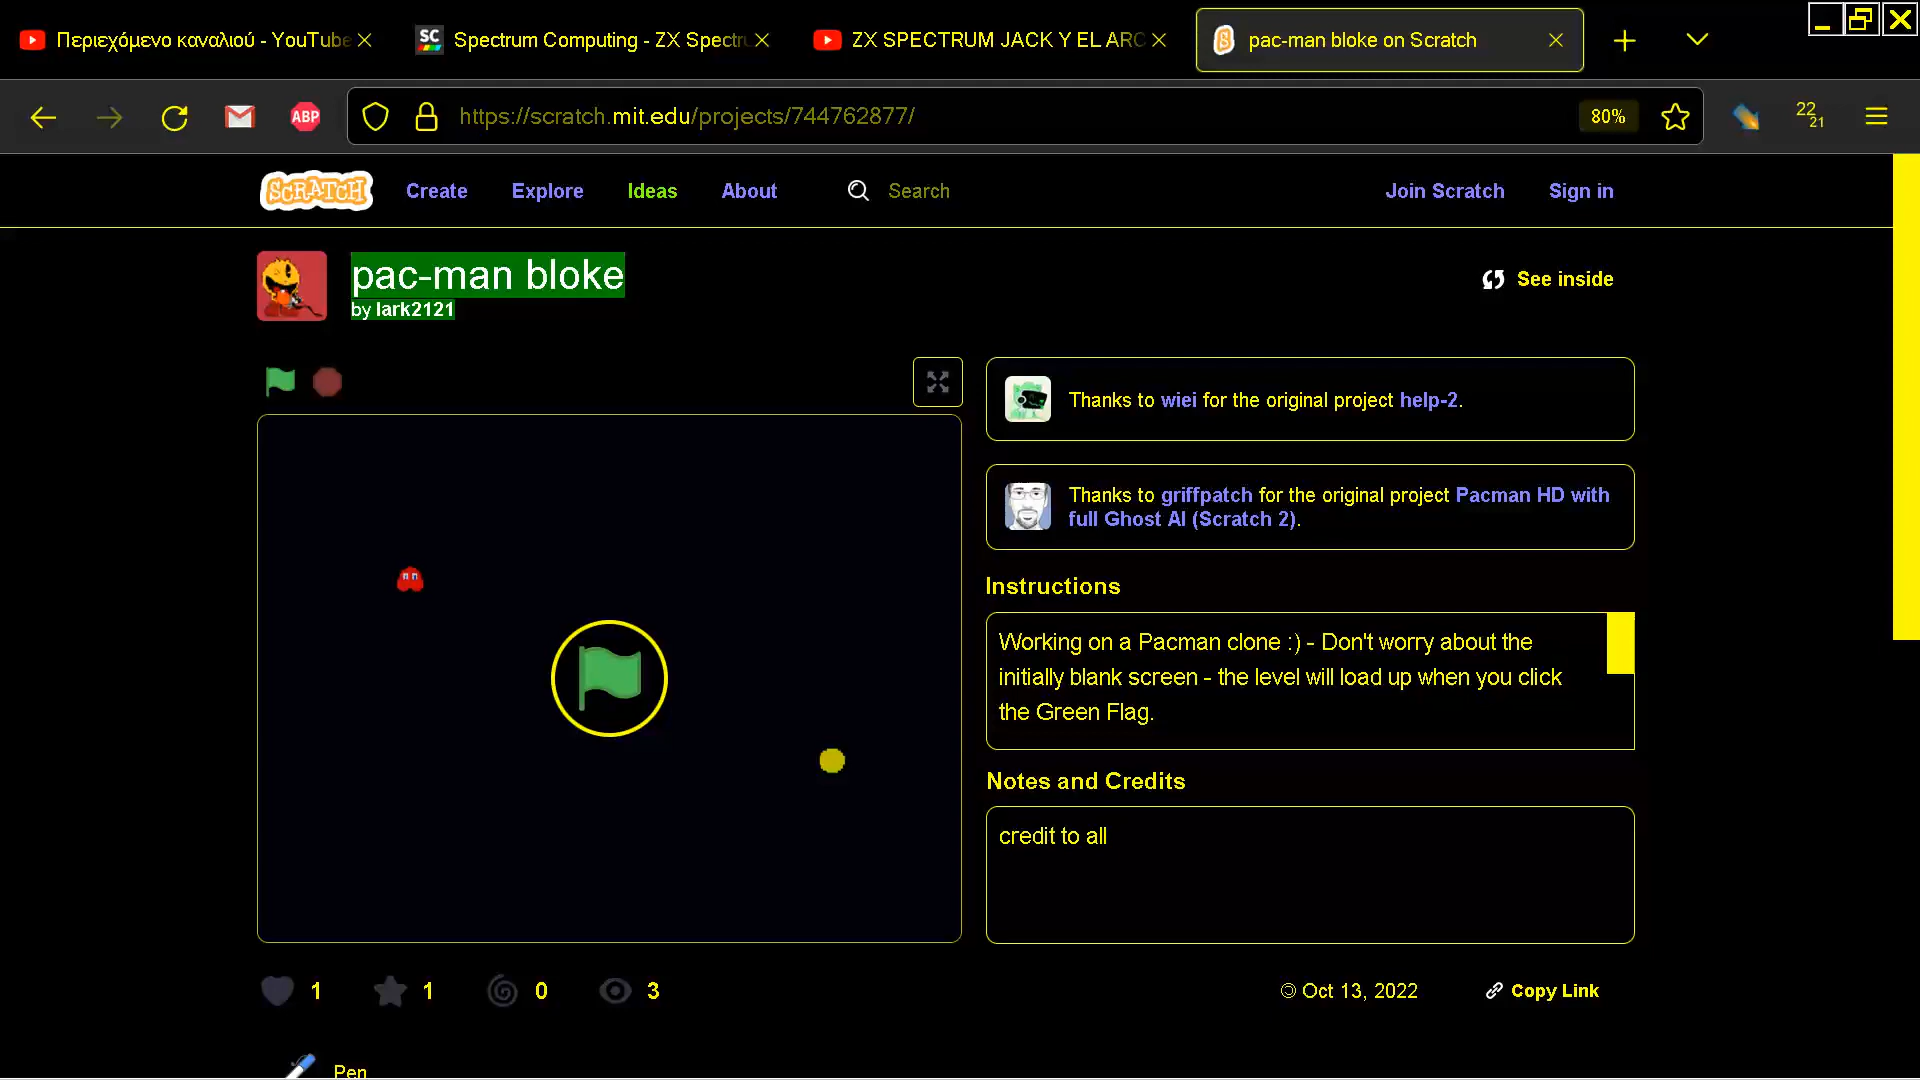 Περιεχόμενο καναλιού - YouTube
SC
Spectrum Computing - ZX Spectru
ZX SPECTRUM JACK Y EL ARC
pac-man bloke on Scratch
ABP
https://scratch.mit.edu/projects/744762877/
80%
22
21
SCRATCH
Create
Explore
Ideas
About
Search
Join Scratch
Sign in
pac-man bloke
by lark2121
See inside
Thanks to wiei for the original project help-2.
Thanks to griffpatch for the original project Pacman HD with
full Ghost AI (Scratch 2).
Instructions
Working on a Pacman clone :) - Don't worry about the
initially blank screen - the level will load up when you click
the Green Flag.
Notes and Credits
credit to all
1
1
0
3
Oct 13, 2022
Copy Link
Pen